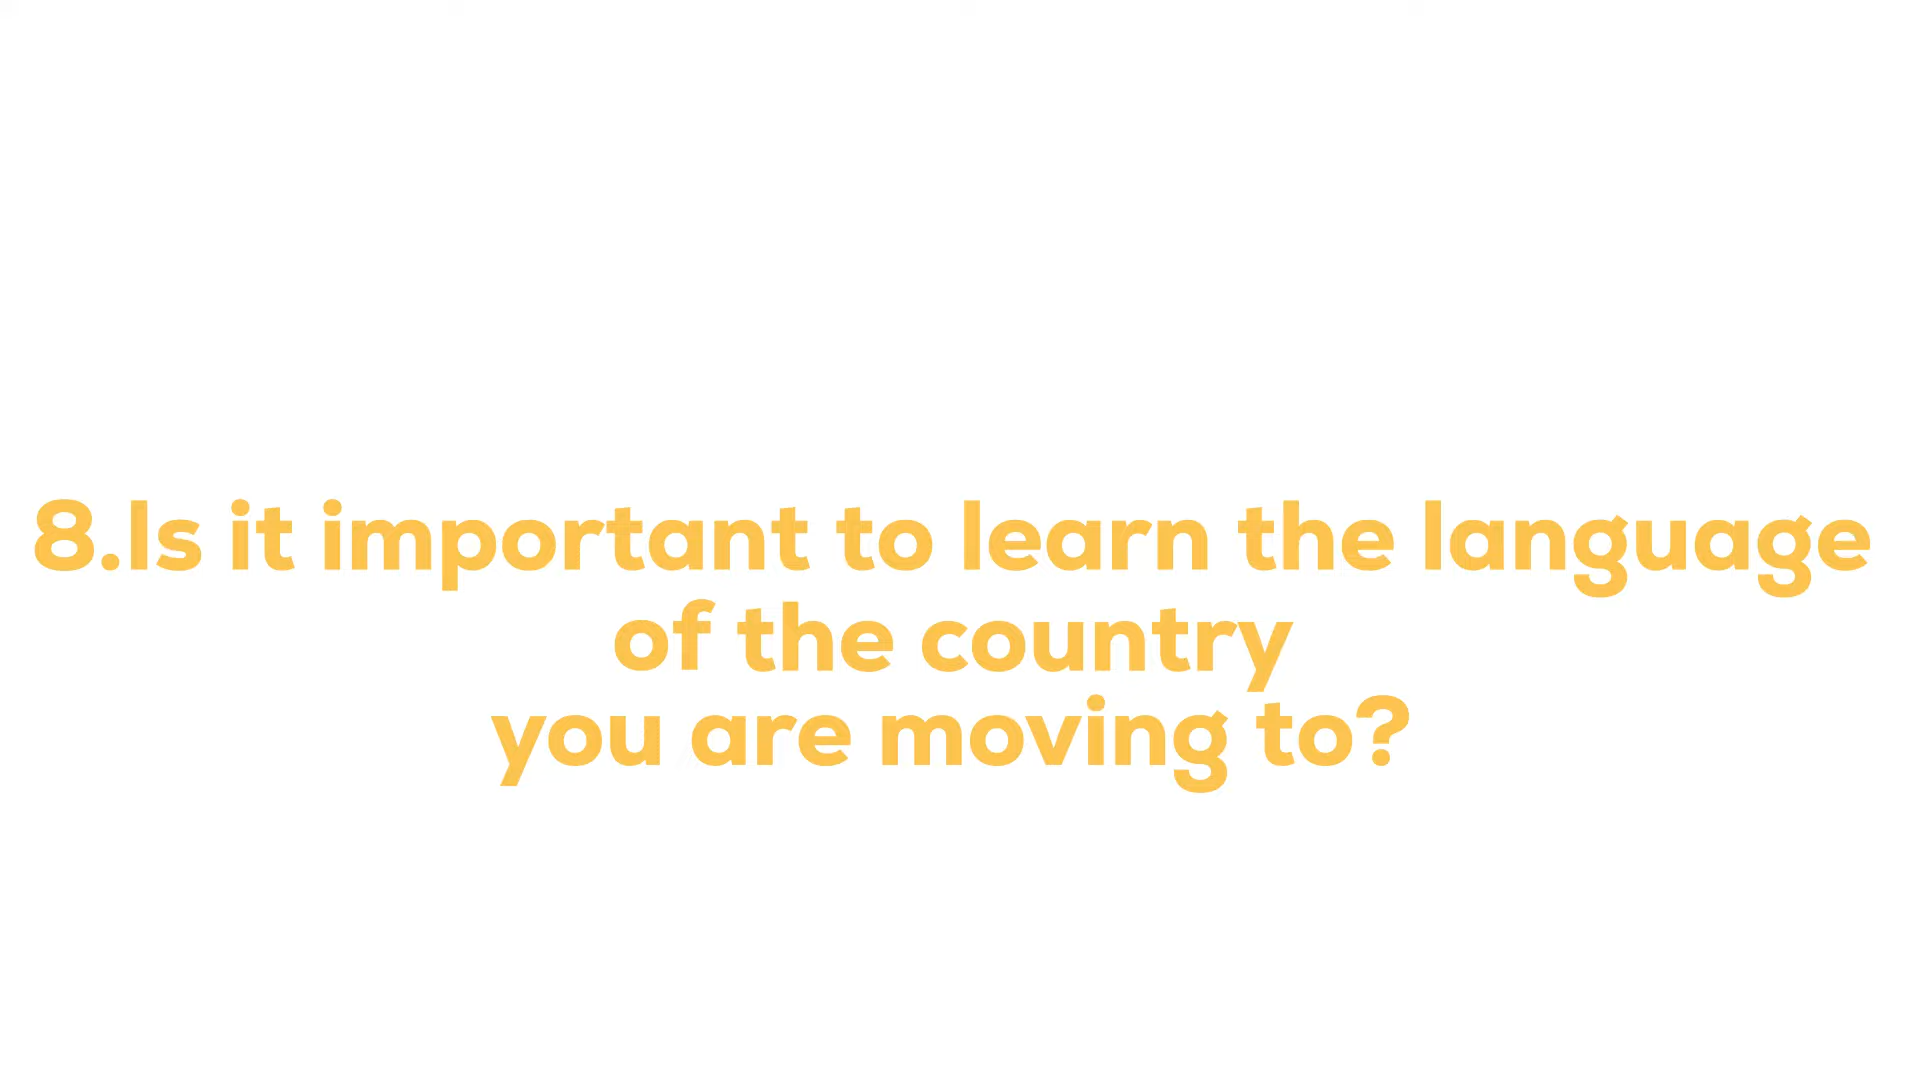 8.Is it important to learn the language
of the country
you are moving to?